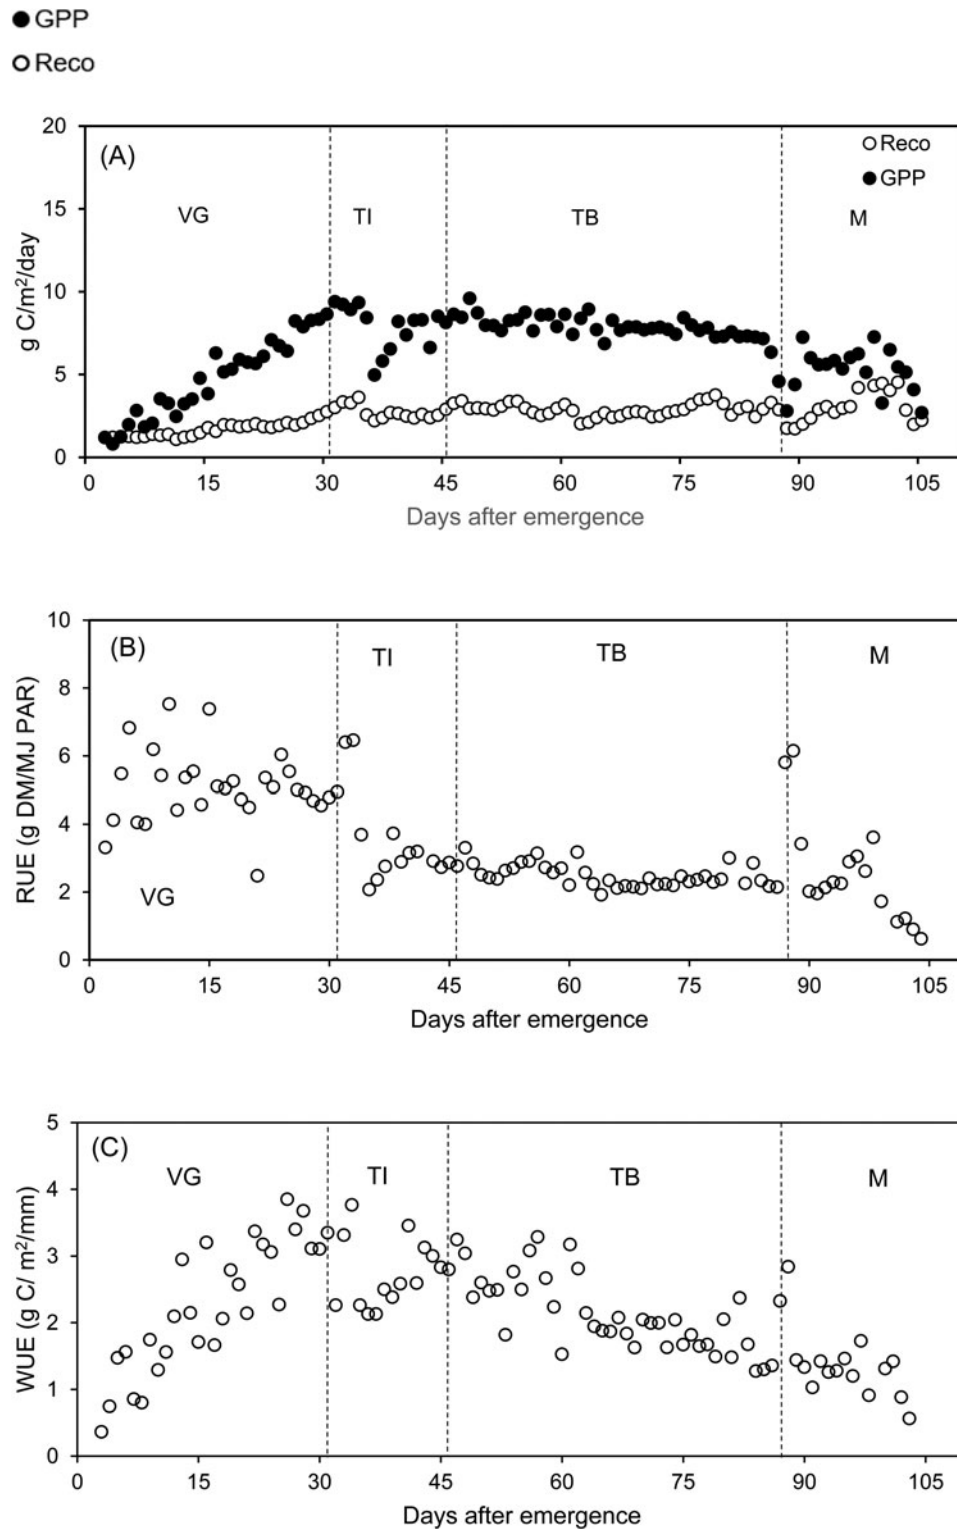 GPP
Reco
20
(A)
Reco
GPP
15
VG
TI
TB
M
10
g C/m²/day
5
0
0 15 30 45 60 75 90 105
Days after emergence
10
(B)
TI
TB
M
8
6
RUE (g DM/MJ PAR)
4
VG
2
0
0 15 30 45 60 75 90 105
Days after emergence
5
(C)
VG
TI
TB
M
4
3
WUE (g C/ m²/mm)
2
1
0
0 15 30 45 60 75 90 105
Days after emergence